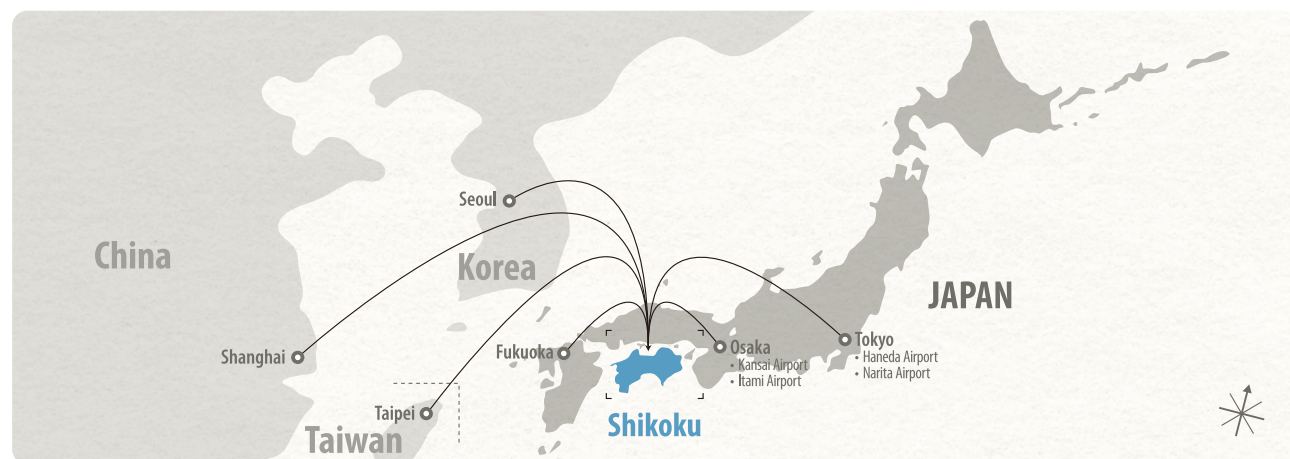 Seoul
China
Korea
JAPAN
Shanghai
Fukuoka
Osaka
• Kansai Airport
• Itami Airport
Tokyo
• Haneda Airport
• Narita Airport
Taipei
Taiwan
Shikoku